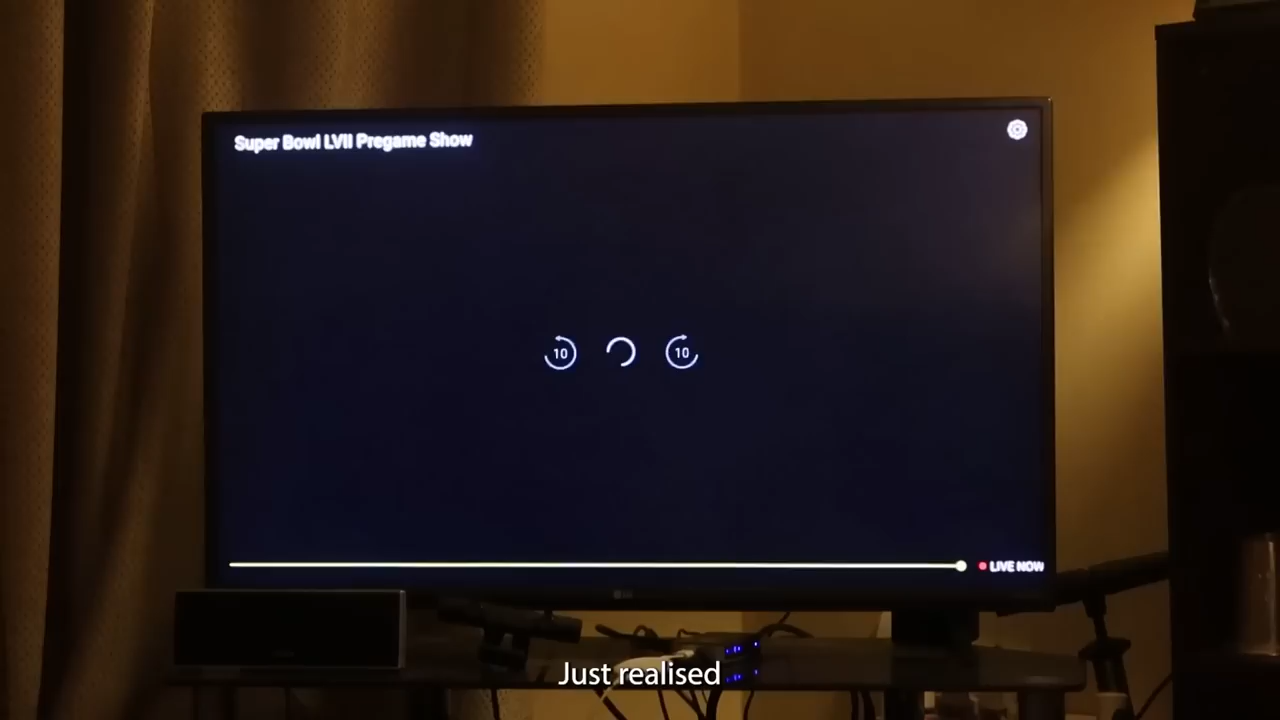 Super Bowl LVII Pregame Show
10
10
LIVE NOW
Just realised